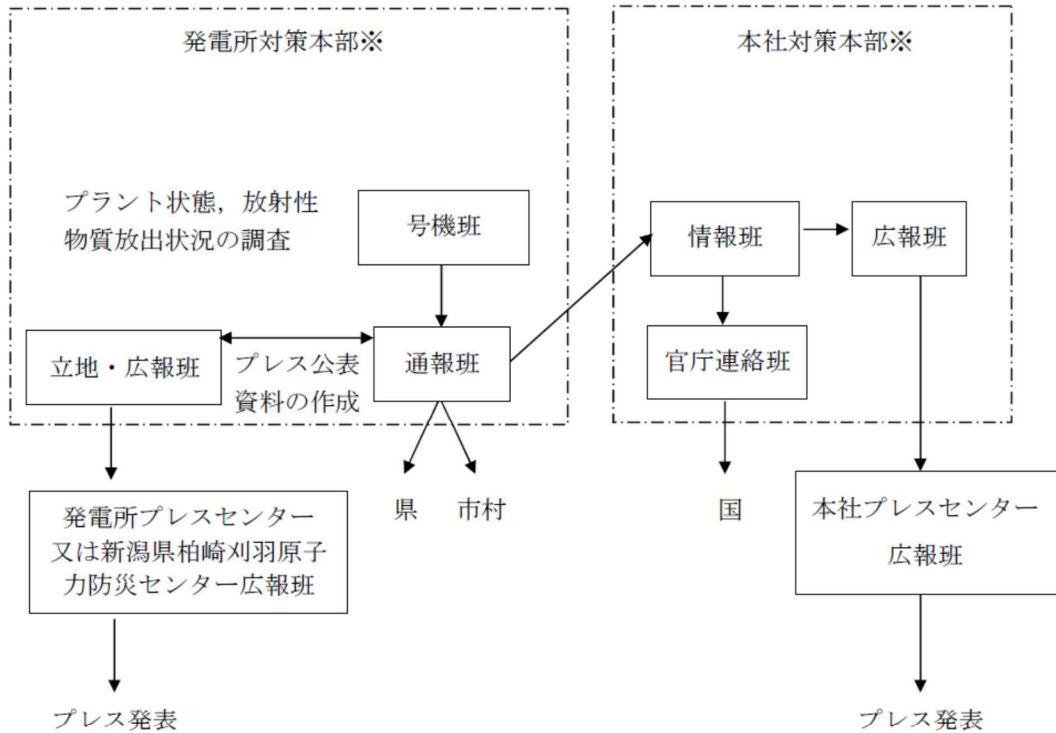 発電所対策本部※
本社対策本部※
プラント状態，放射性
物質放出状況の調査
号機班
情報班
広報班
立地・広報班
プレス公表
資料の作成
通報班
官庁連絡班
県
市村
国
発電所プレスセンター
又は新潟県柏崎刈羽原子
力防災センター広報班
本社プレスセンター
広報班
プレス発表
プレス発表